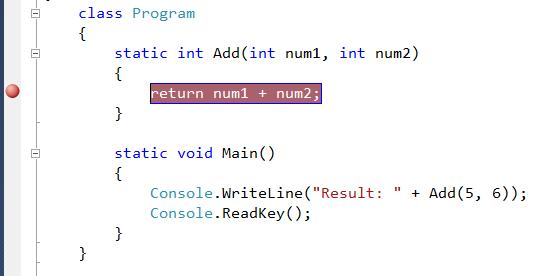 class Program
{
    static int Add(int num1, int num2)
    {
        return num1 + num2;
    }

    static void Main()
    {
        Console.WriteLine("Result: " + Add(5, 6));
        Console.ReadKey();
    }
}